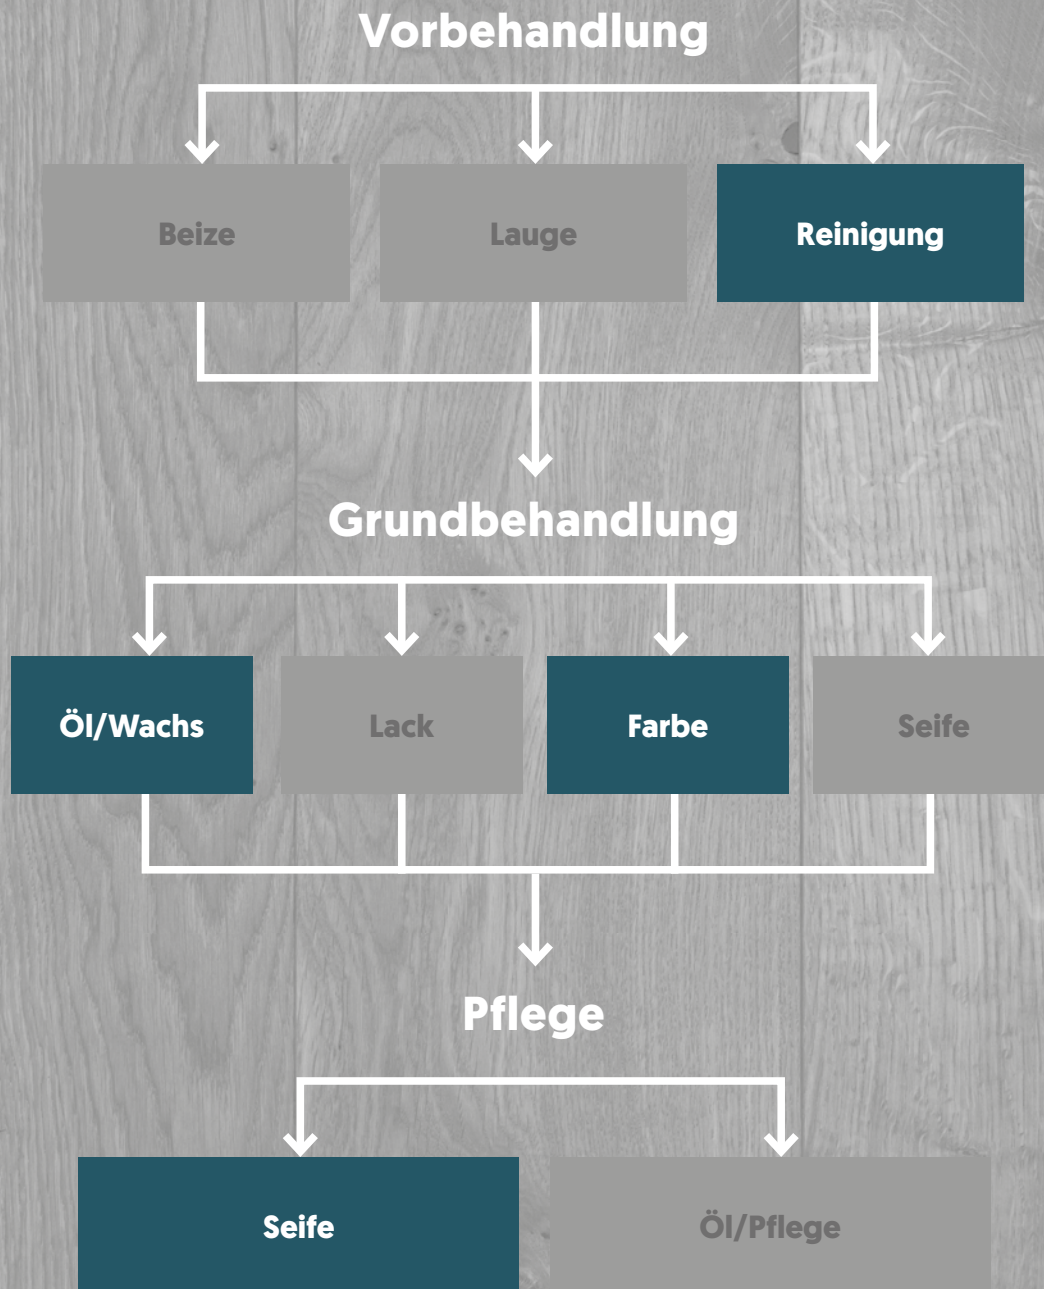 Vorbehandlung
Beize
Lauge
Reinigung
Grundbehandlung
Öl/Wachs
Lack
Farbe
Seife
Pflege
Seife
Öl/Pflege